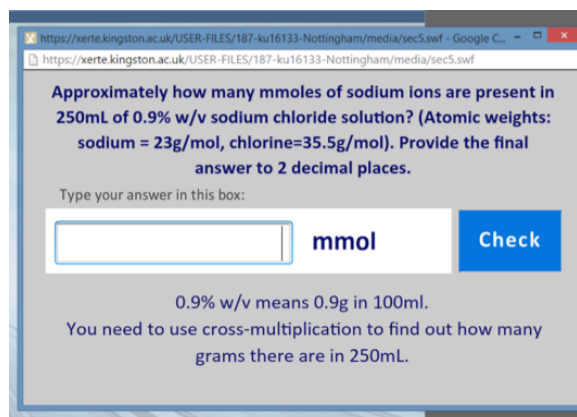 https://xerte.kingston.ac.uk/USER-FILES/187-ku16133-Nottingham/media/sec5.swf - Google C...
https://xerte.kingston.ac.uk/USER-FILES/187-ku16133-Nottingham/media/sec5.swf
Approximately how many mmoles of sodium ions are present in
250mL of 0.9% w/v sodium chloride solution? (Atomic weights:
sodium = 23g/mol, chlorine=35.5g/mol). Provide the final
answer to 2 decimal places.
Type your answer in this box:
mmol
Check
0.9% w/v means 0.9g in 100ml.
You need to use cross-multiplication to find out how many
grams there are in 250mL.